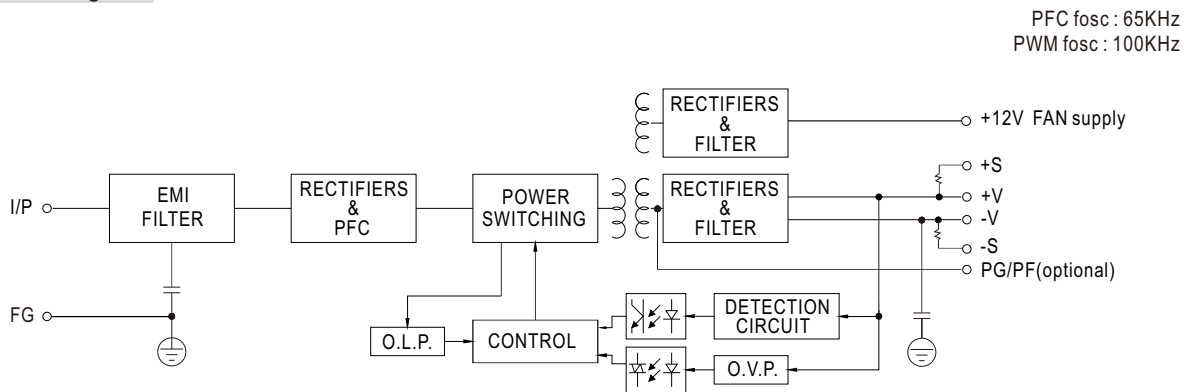 PFC fosc : 65KHz
PWM fosc : 100KHz
RECTIFIERS
&
FILTER
+12V FAN supply
+S
I/P
EMI
FILTER
RECTIFIERS
&
PFC
POWER
SWITCHING
RECTIFIERS
&
FILTER
+V
-V
-S
PG/PF(optional)
FG
O.L.P.
CONTROL
DETECTION
CIRCUIT
O.V.P.